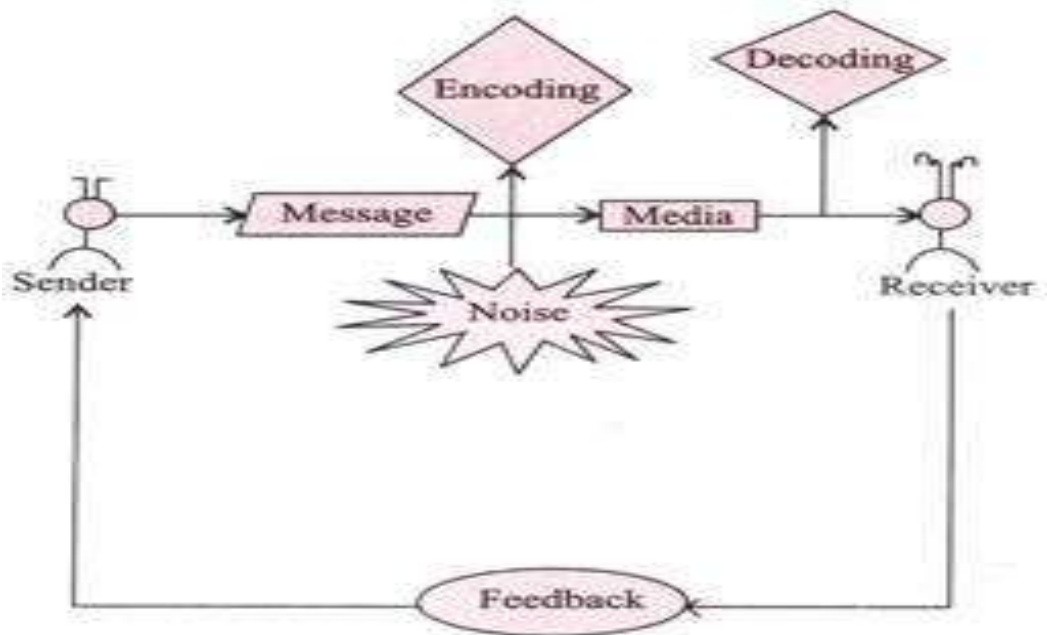 Encoding
Decoding
Message
Media
Sender
Receiver
Noise
Feedback